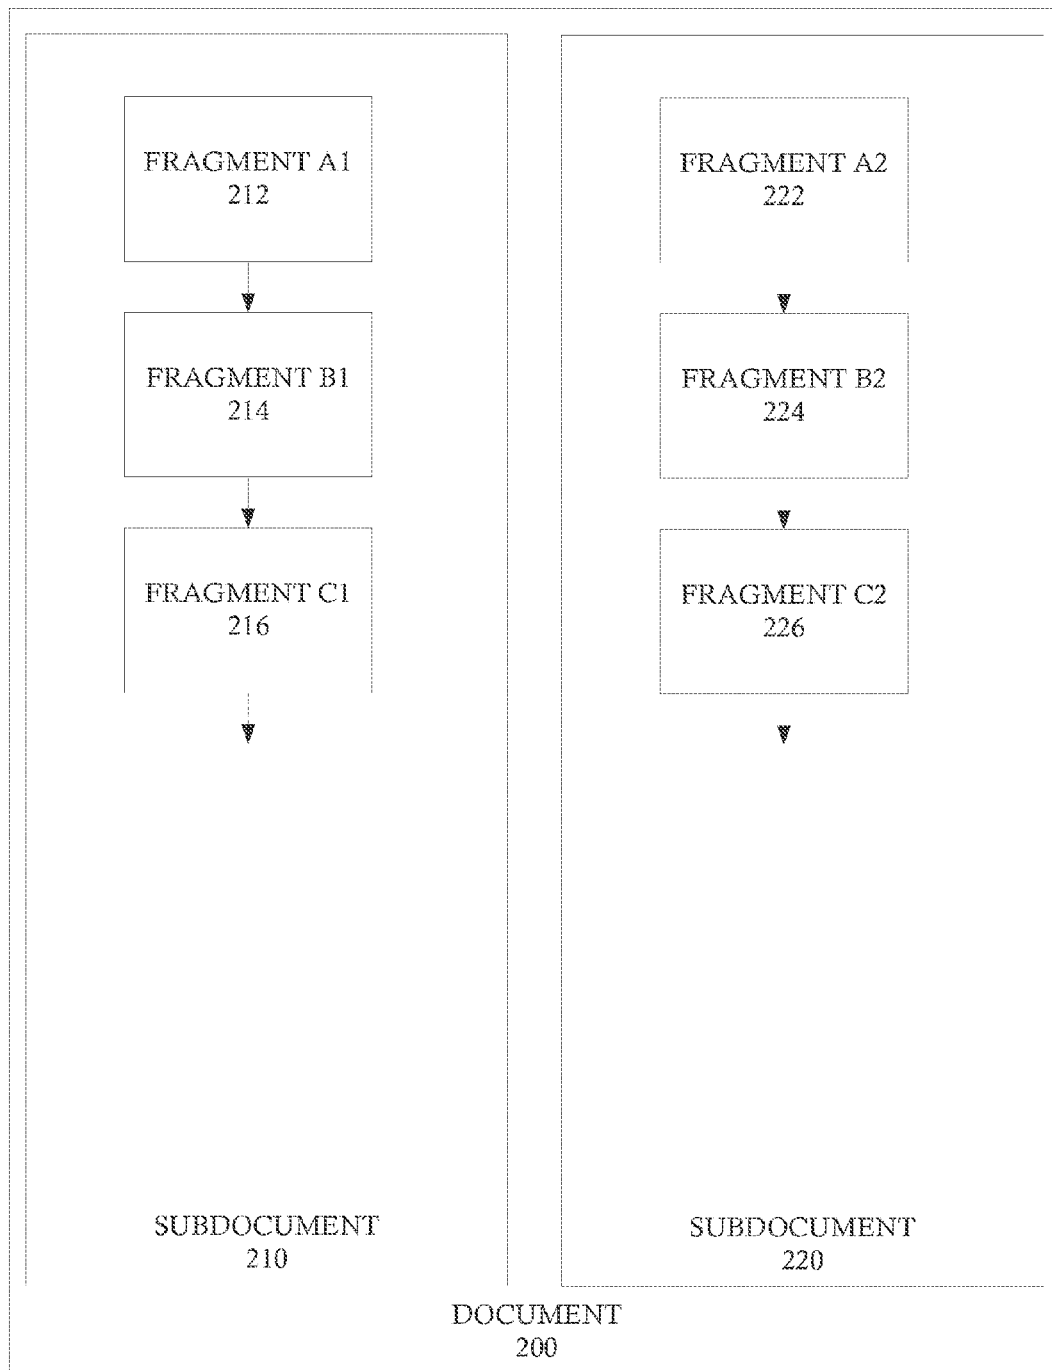 FRAGMENT A1
212
FRAGMENT B1
214
FRAGMENT C1
216
SUBDOCUMENT
210
FRAGMENT A2
222
FRAGMENT B2
224
FRAGMENT C2
226
SUBDOCUMENT
220
DOCUMENT
200